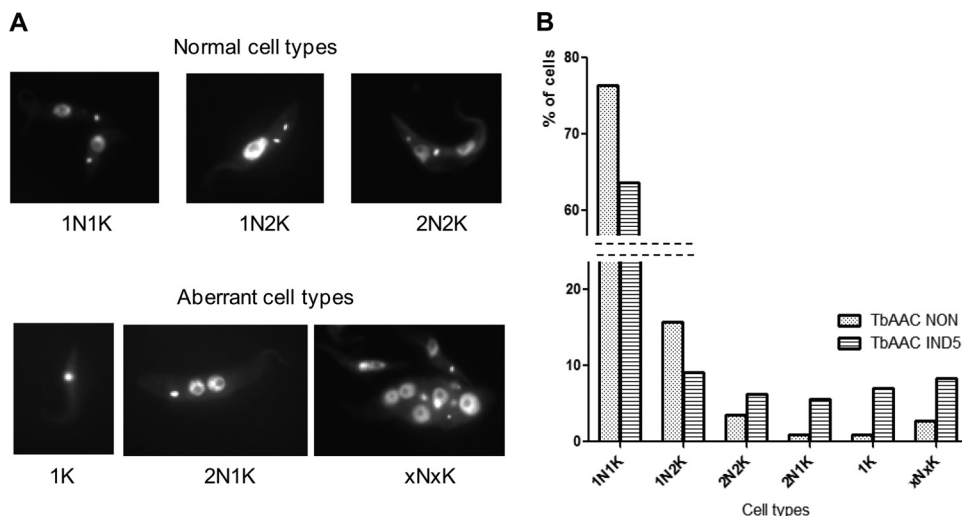 A
Normal cell types
1N1K
1N2K
2N2K
Aberrant cell types
1K
2N1K
xNxK
B
% of cells
80
70
60
20
10
0
TbAAC NON
TbAAC IND5
1N1K
1N2K
2N2K
2N1K
1K
xNxK
Cell types